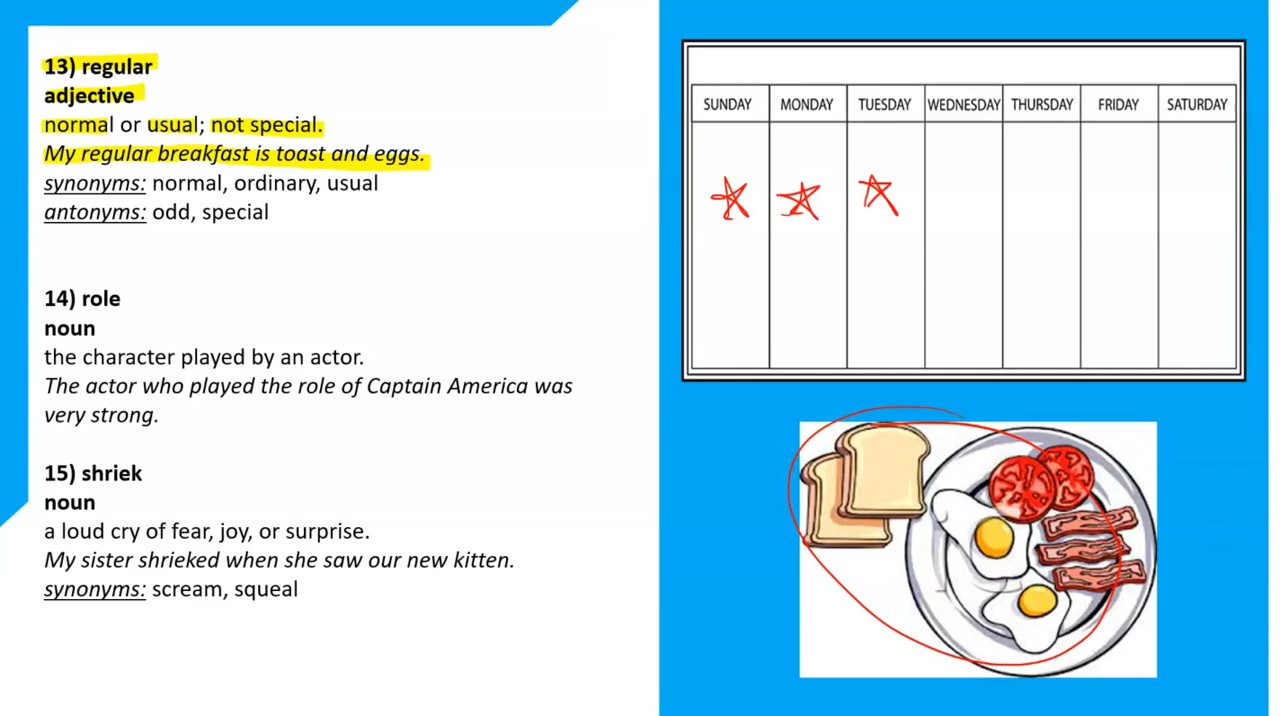 13) regular
adjective
normal or usual; not special.
My regular breakfast is toast and eggs.
synonyms: normal, ordinary, usual
antonyms: odd, special
14) role
noun
the character played by an actor.
The actor who played the role of Captain America was
very strong.
15) shriek
noun
a loud cry of fear, joy, or surprise.
My sister shrieked when she saw our new kitten.
synonyms: scream, squeal
SUNDAY MONDAY TUESDAY WEDNESDAY THURSDAY FRIDAY SATURDAY